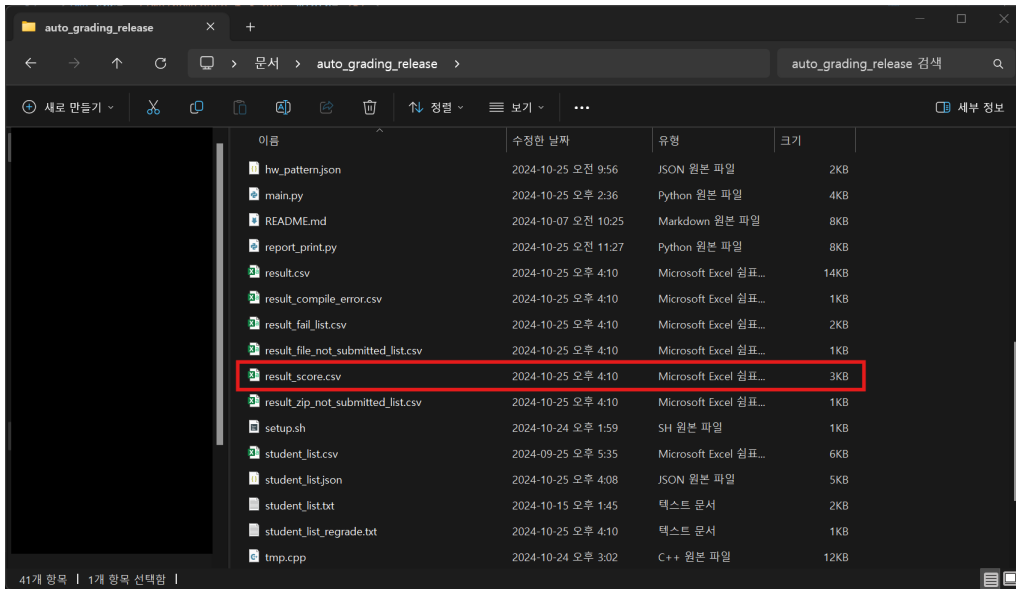 auto_grading_release
문서 > auto_grading_release >
auto_grading_release 검색
새로 만들기
정렬
보기
세부 정보
이름 수정한 날짜 유형 크기
hw_pattern.json 2024-10-25 오전 9:56 JSON 원본 파일 2KB
main.py 2024-10-25 오후 2:36 Python 원본 파일 4KB
README.md 2024-10-07 오전 10:25 Markdown 원본 파일 8KB
report_print.py 2024-10-25 오전 11:27 Python 원본 파일 8KB
result.csv 2024-10-25 오후 4:10 Microsoft Excel 쉼표... 14KB
result_compile_error.csv 2024-10-25 오후 4:10 Microsoft Excel 쉼표... 1KB
result_fail_list.csv 2024-10-25 오후 4:10 Microsoft Excel 쉼표... 2KB
result_file_not_submitted_list.csv 2024-10-25 오후 4:10 Microsoft Excel 쉼표... 1KB
result_score.csv 2024-10-25 오후 4:10 Microsoft Excel 쉼표... 3KB
result_zip_not_submitted_list.csv 2024-10-25 오후 4:10 Microsoft Excel 쉼표... 1KB
setup.sh 2024-10-24 오후 1:59 SH 원본 파일 1KB
student_list.csv 2024-09-25 오후 5:35 Microsoft Excel 쉼표... 6KB
student_list.json 2024-10-25 오후 4:08 JSON 원본 파일 5KB
student_list.txt 2024-10-15 오후 1:45 텍스트 문서 2KB
student_list_regrade.txt 2024-10-25 오후 4:10 텍스트 문서 1KB
tmp.cpp 2024-10-24 오후 3:02 C++ 원본 파일 12KB
41개 항목 | 1개 항목 선택함 |